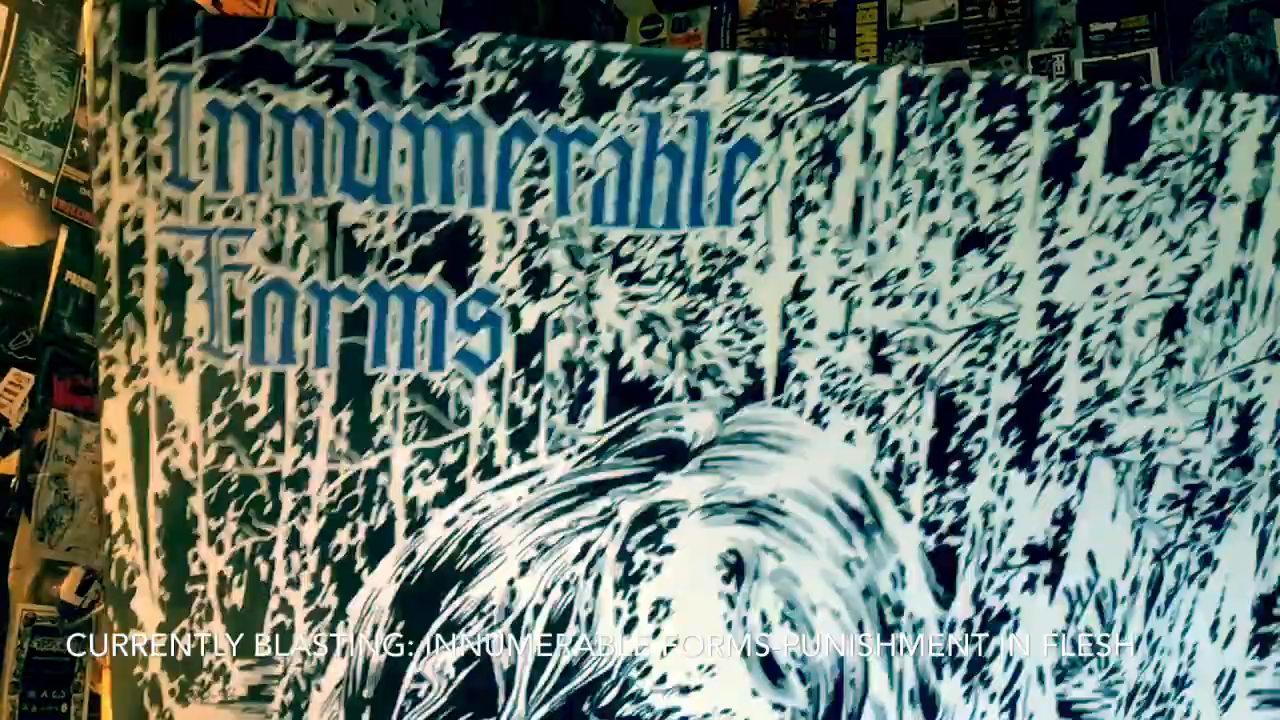 Innumerable
Forms
CURRENTLY BLASTING: INNUMERABLE FORMS-PUNISHMENT IN FLESH